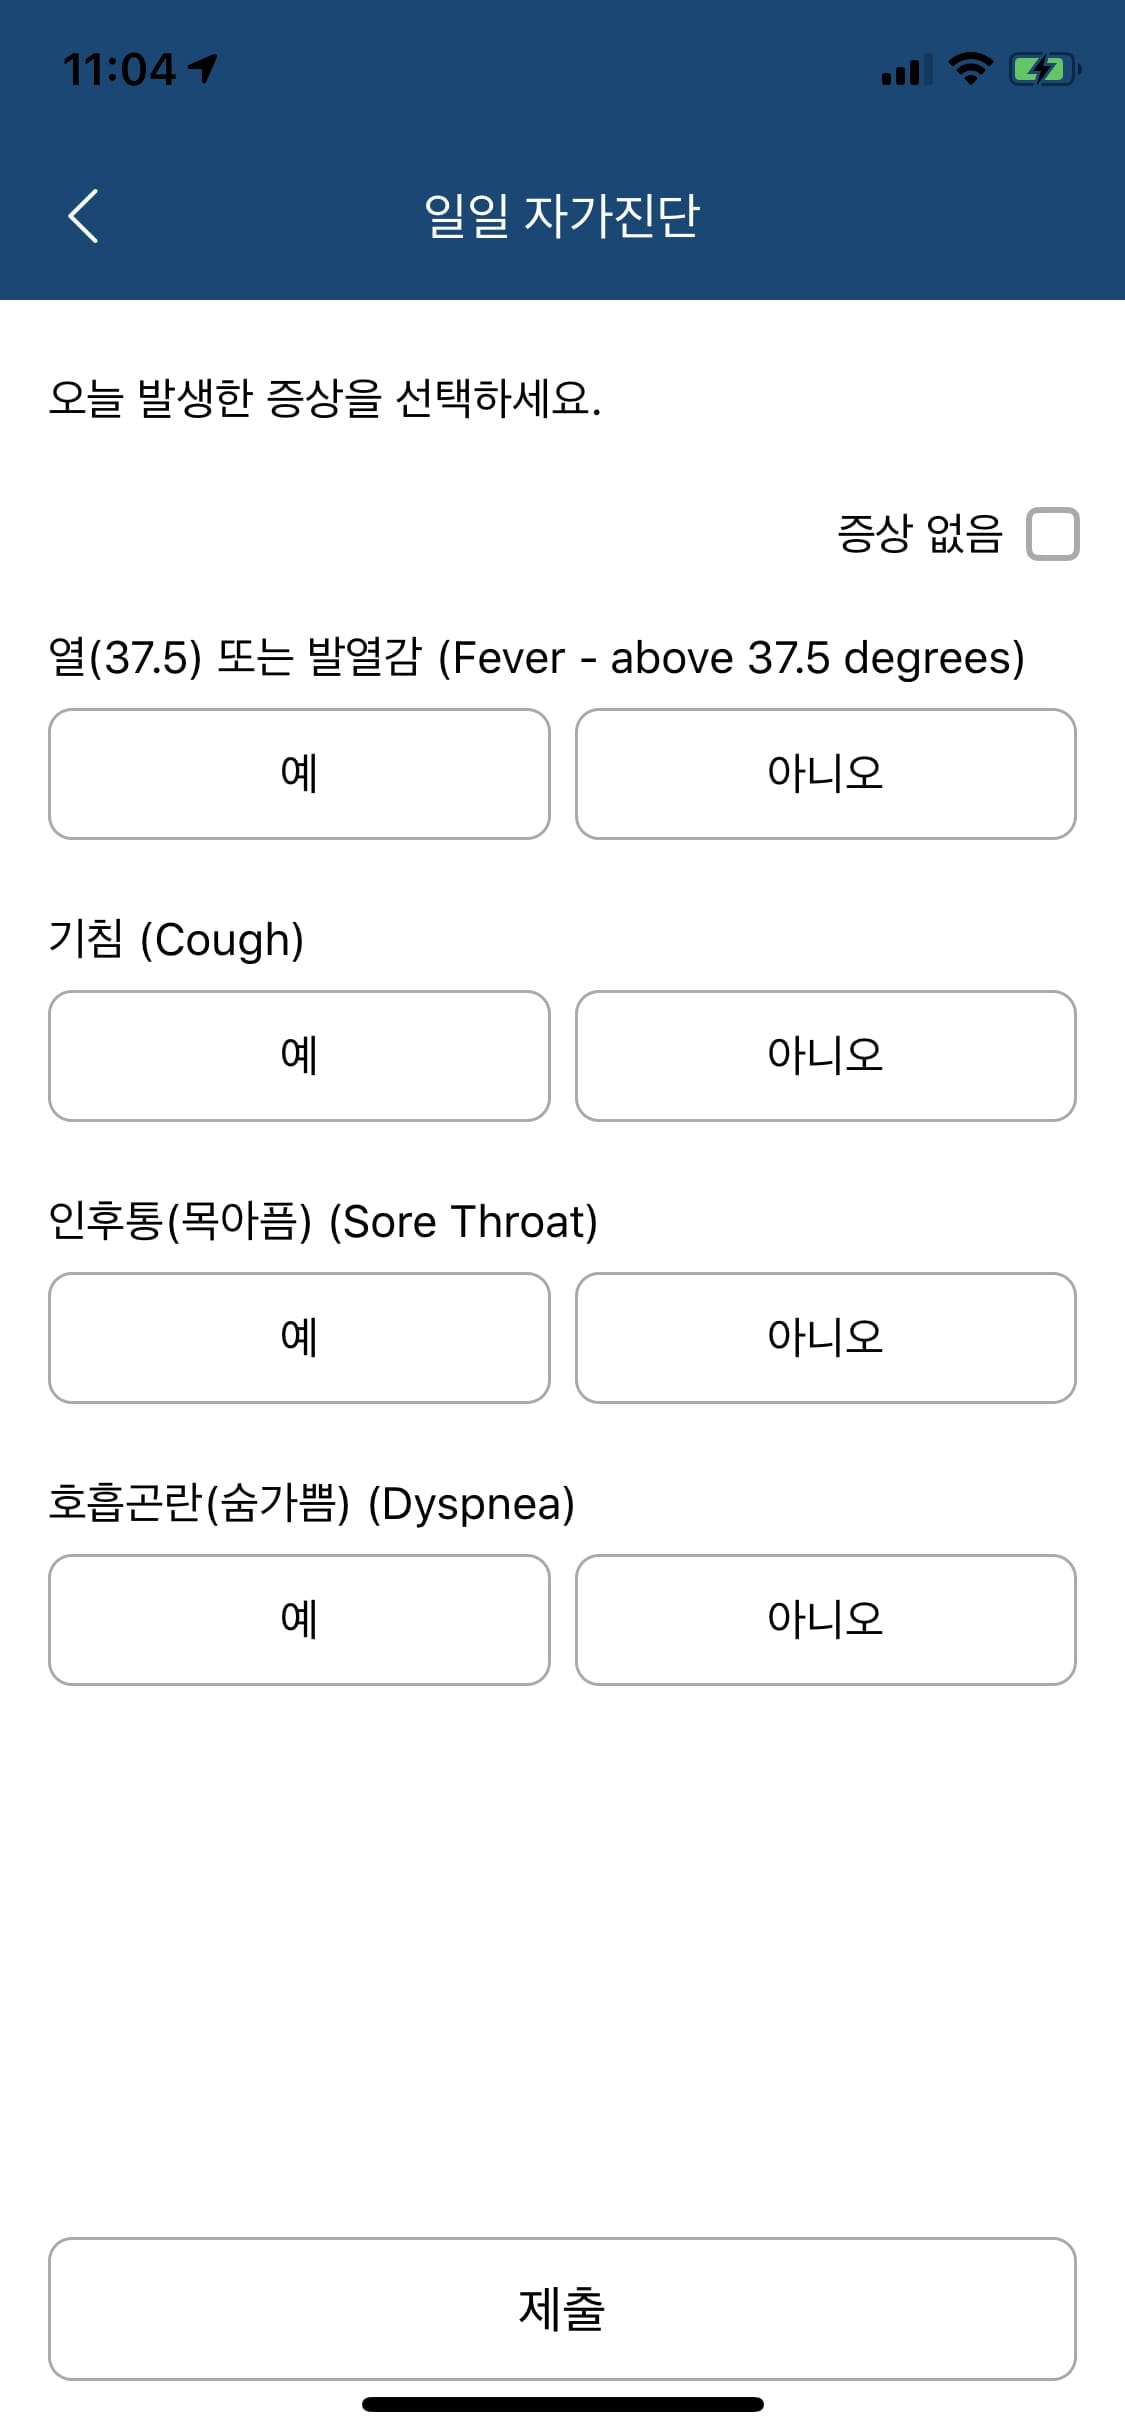 11:04
일일 자가진단
오늘 발생한 증상을 선택하세요.
증상 없음
열(37.5) 또는 발열감 (Fever - above 37.5 degrees)
예 아니오
기침 (Cough)
예 아니오
인후통(목아픔) (Sore Throat)
예 아니오
호흡곤란(숨가쁨) (Dyspnea)
예 아니오
제출